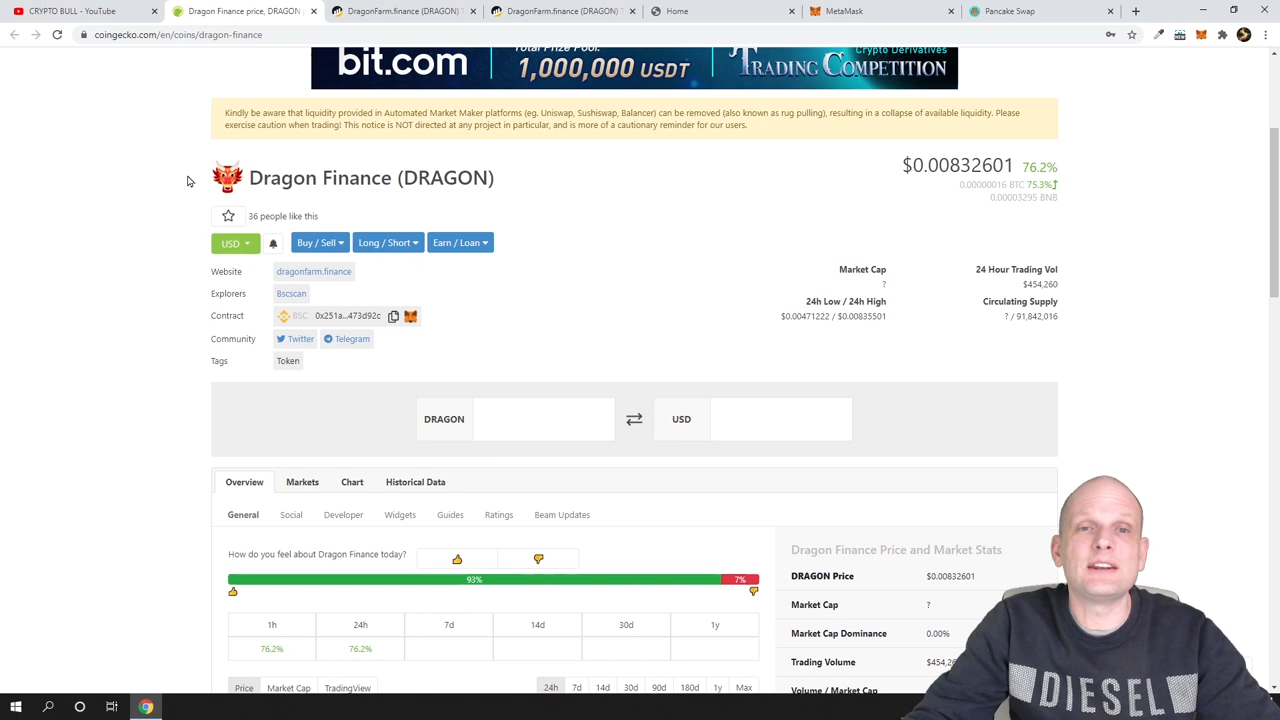 CRYPTO BULL - YouTube
Dragon Finance price, DRAGON
DragonFarm.finance (DRAGON) T
DragonFarm.finance (DRAGON) T
Home
MetaMask
Pancake Swap
coingecko.com/en/coins/dragon-finance
bit.com
Total Prize Pool:
1,000,000 USDT
Crypto Derivatives
TRADING COMPETITION
Kindly be aware that liquidity provided in Automated Market Maker platforms (eg. Uniswap, Sushiswap, Balancer) can be removed (also known as rug pulling), resulting in a collapse of available liquidity. Please
exercise caution when trading! This notice is NOT directed at any project in particular, and is more of a cautionary reminder for our users.
Dragon Finance (DRAGON)
$0.00832601 76.2%
0.00000016 BTC 75.3%
0.00003295 BNB
36 people like this
USD
Buy / Sell
Long / Short
Earn / Loan
Website dragonfarm.finance
Explorers Bscscan
Contract BSC 0x251a...473d92c
Community Twitter Telegram
Tags Token
Market Cap
?
24 Hour Trading Vol
$454,260
24h Low / 24h High
$0.00471222 / $0.00835501
Circulating Supply
? / 91,842,016
DRAGON
USD
Overview Markets Chart Historical Data
General Social Developer Widgets Guides Ratings Beam Updates
How do you feel about Dragon Finance today?
93% 7%
1h 24h 7d 14d 30d 1y
76.2% 76.2%
Price Market Cap TradingView
24h 7d 14d 30d 90d 180d 1y Max
Dragon Finance Price and Market Stats
DRAGON Price $0.00832601
Market Cap ?
Market Cap Dominance 0.00%
Trading Volume $454,26
Volume / Market Cap
DIESEL